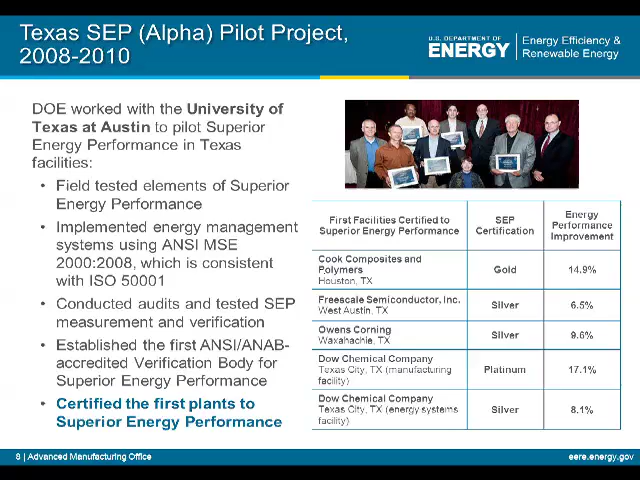 Texas SEP (Alpha) Pilot Project,
2008-2010
U.S. DEPARTMENT OF
ENERGY
Energy Efficiency &
Renewable Energy
DOE worked with the University of
Texas at Austin to pilot Superior
Energy Performance in Texas
facilities:
• Field tested elements of Superior
Energy Performance
• Implemented energy management
systems using ANSI MSE
2000:2008, which is consistent
with ISO 50001
• Conducted audits and tested SEP
measurement and verification
• Established the first ANSI/ANAB-
accredited Verification Body for
Superior Energy Performance
• Certified the first plants to
Superior Energy Performance
First Facilities Certified to
Superior Energy Performance
SEP
Certification
Energy
Performance
Improvement
Cook Composites and
Polymers
Houston, TX
Gold
14.9%
Freescale Semiconductor, Inc.
West Austin, TX
Silver
6.5%
Owens Corning
Waxahachie, TX
Silver
9.6%
Dow Chemical Company
Texas City, TX (manufacturing
facility)
Platinum
17.1%
Dow Chemical Company
Texas City, TX (energy systems
facility)
Silver
8.1%
8 | Advanced Manufacturing Office
eere.energy.gov